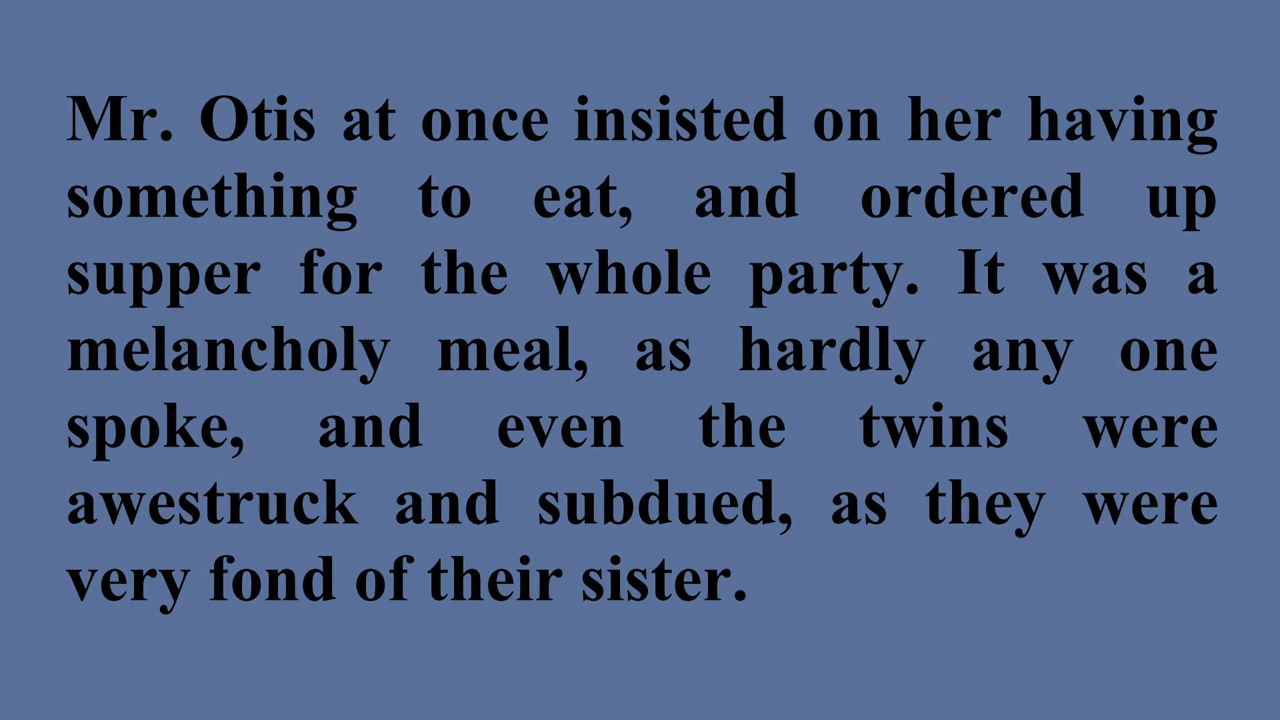 Mr. Otis at once insisted on her having
something to eat, and ordered up
supper for the whole party. It was a
melancholy meal, as hardly any one
spoke, and even the twins were
awestruck and subdued, as they were
very fond of their sister.